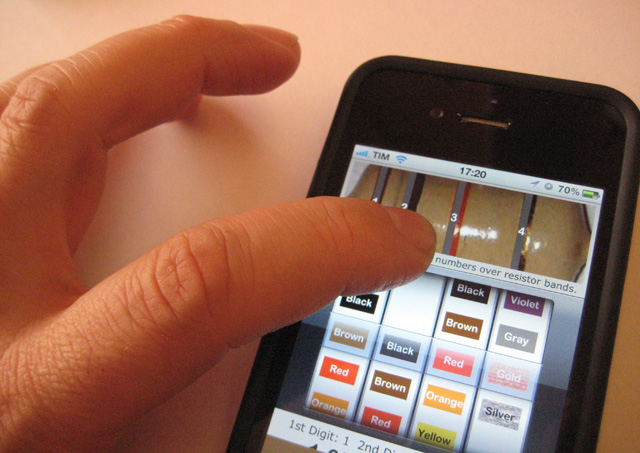 TIM 17:20 70%
1 2 3 4
numbers over resistor bands.
Black Black Violet
Brown Black Brown Gray
Red Brown Red Gold
Orange Red Orange Silver
Yellow
1st Digit: 1 2nd Di